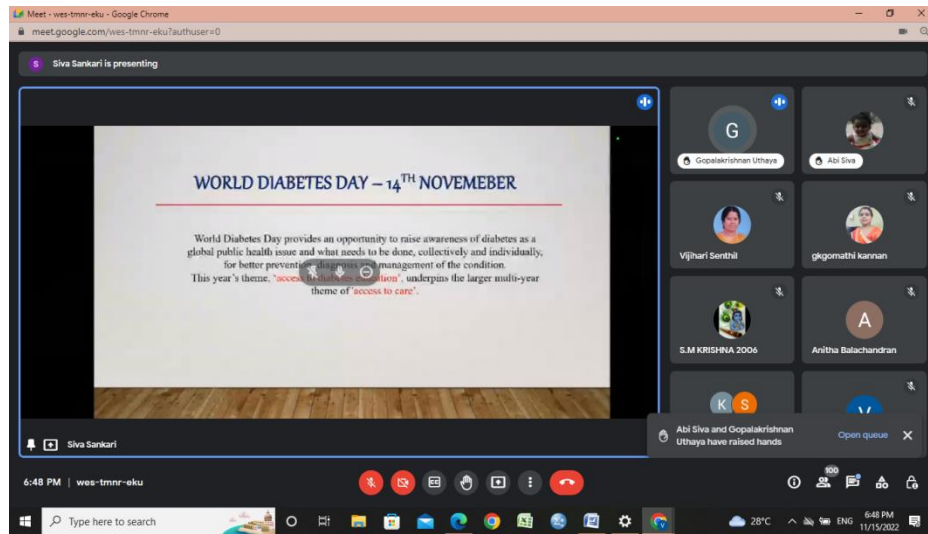 Meet - wes-tmnr-eku - Google Chrome
meet.google.com/wes-tmnr-eku?authuser=0
S Siva Sankari is presenting
WORLD DIABETES DAY – 14TH NOVEMEBER
World Diabetes Day provides an opportunity to raise awareness of diabetes as a
global public health issue and what needs to be done, collectively and individually,
for better prevention, diagnosis and management of the condition.
This year's theme, 'access to diabetes education', underpins the larger multi-year
theme of 'access to care'.
Siva Sankari
G
Gopalakrishnan Uthaya
Abi Siva
Vijihari Senthil
gkgomathi kannan
S.M KRISHNA 2006
A
Anitha Balachandran
K S
V
Abi Siva and Gopalakrishnan
Uthaya have raised hands
Open queue
6:48 PM | wes-tmnr-eku
100
Type here to search
28°C
ENG
6:48 PM
11/15/2022